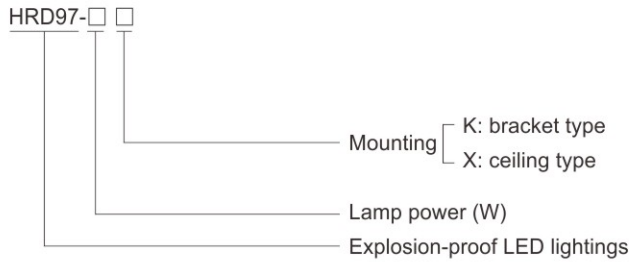 HRD97-□ □
K: bracket type
Mounting
X: ceiling type
Lamp power (W)
Explosion-proof LED lightings